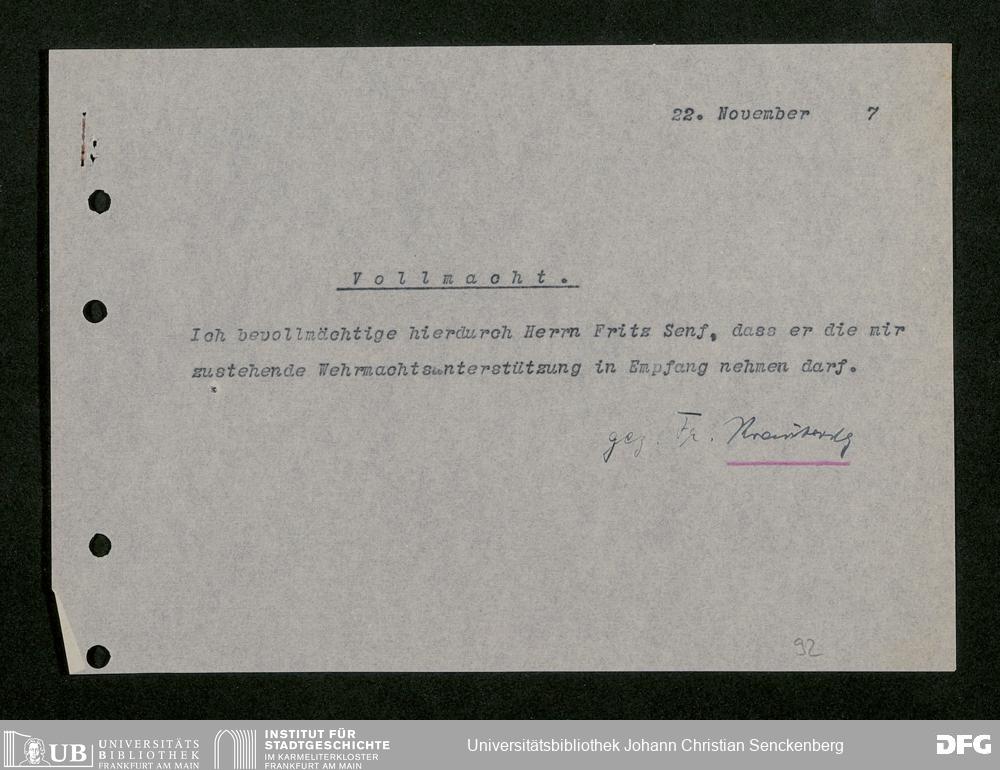 22. November 7
Vollmacht.
Ich bevollmächtige hierdurch Herrn Fritz Senf, dass er die mir
zustehende Wehrmachtsunterstützung in Empfang nehmen darf.
gez. Fr.
92
UB UNIVERSITÄTS
BIBLIOTHEK
FRANKFURT AM MAIN
INSTITUT FÜR
STADTGESCHICHTE
IM KARMELITERKLOSTER
FRANKFURT AM MAIN
Universitätsbibliothek Johann Christian Senckenberg
DFG